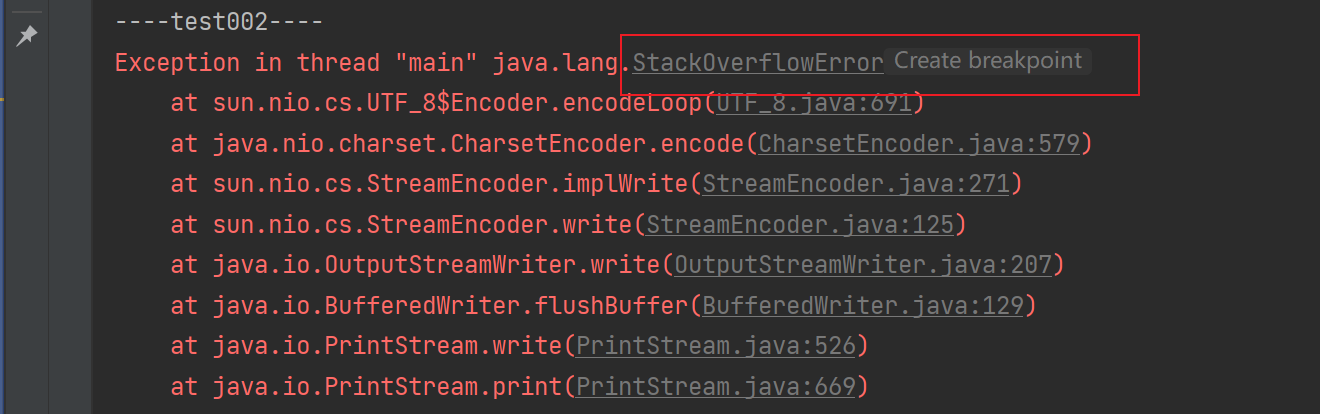 ----test002----
Exception in thread "main" java.lang.StackOverflowError Create breakpoint
    at sun.nio.cs.UTF_8$Encoder.encodeLoop(UTF_8.java:691)
    at java.nio.charset.CharsetEncoder.encode(CharsetEncoder.java:579)
    at sun.nio.cs.StreamEncoder.implWrite(StreamEncoder.java:271)
    at sun.nio.cs.StreamEncoder.write(StreamEncoder.java:125)
    at java.io.OutputStreamWriter.write(OutputStreamWriter.java:207)
    at java.io.BufferedWriter.flushBuffer(BufferedWriter.java:129)
    at java.io.PrintStream.write(PrintStream.java:526)
    at java.io.PrintStream.print(PrintStream.java:669)